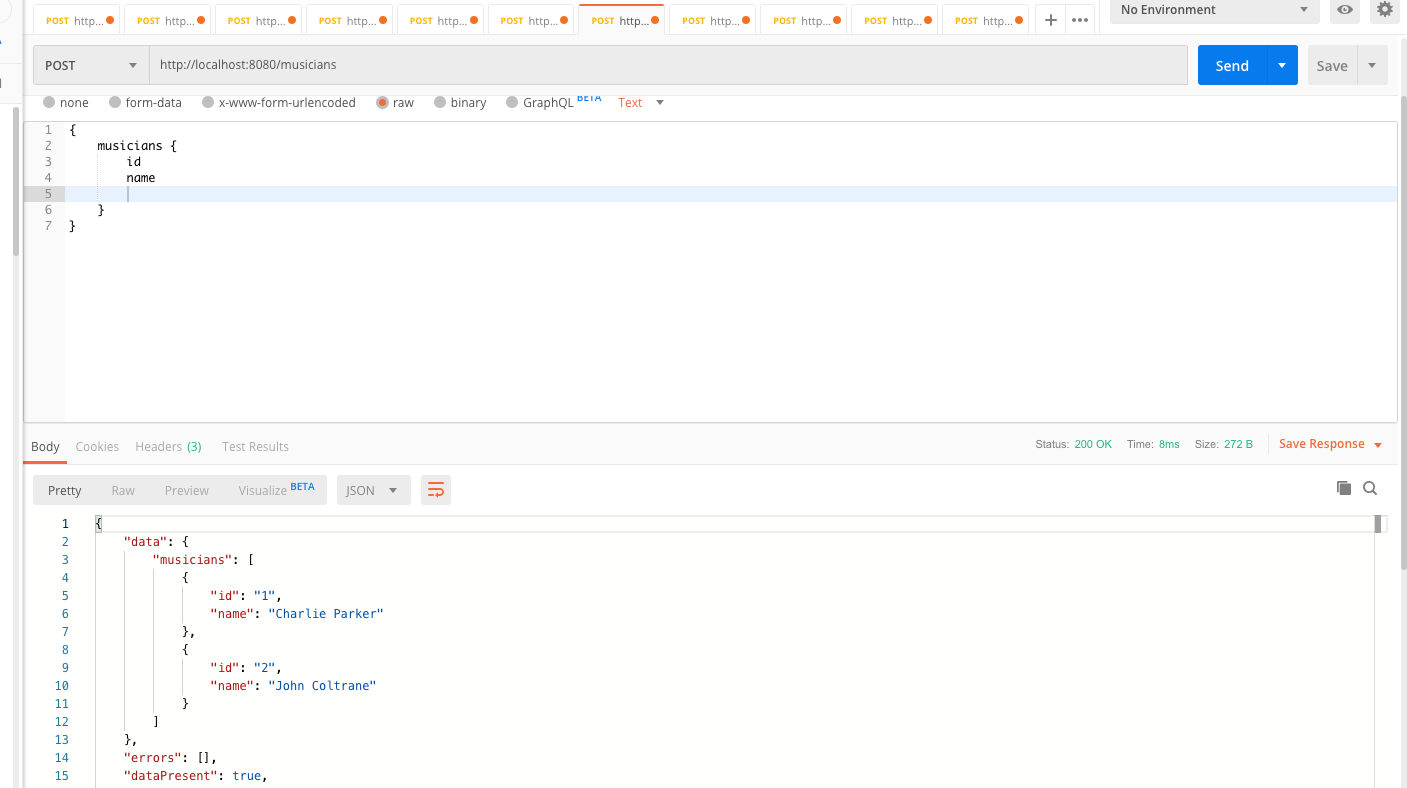 POST http... POST http... POST http... POST http... POST http... POST http... POST http... POST http... POST http... POST http... POST http... + ••• No Environment
POST http://localhost:8080/musicians Send Save
none form-data x-www-form-urlencoded raw binary GraphQL BETA Text
1 {
2 musicians {
3 id
4 name
5
6 }
7 }
Body Cookies Headers (3) Test Results Status: 200 OK Time: 8ms Size: 272 B Save Response
Pretty Raw Preview Visualize BETA JSON
1 {
2 "data": {
3 "musicians": [
4 {
5 "id": "1",
6 "name": "Charlie Parker"
7 },
8 {
9 "id": "2",
10 "name": "John Coltrane"
11 }
12 ]
13 },
14 "errors": [],
15 "dataPresent": true,